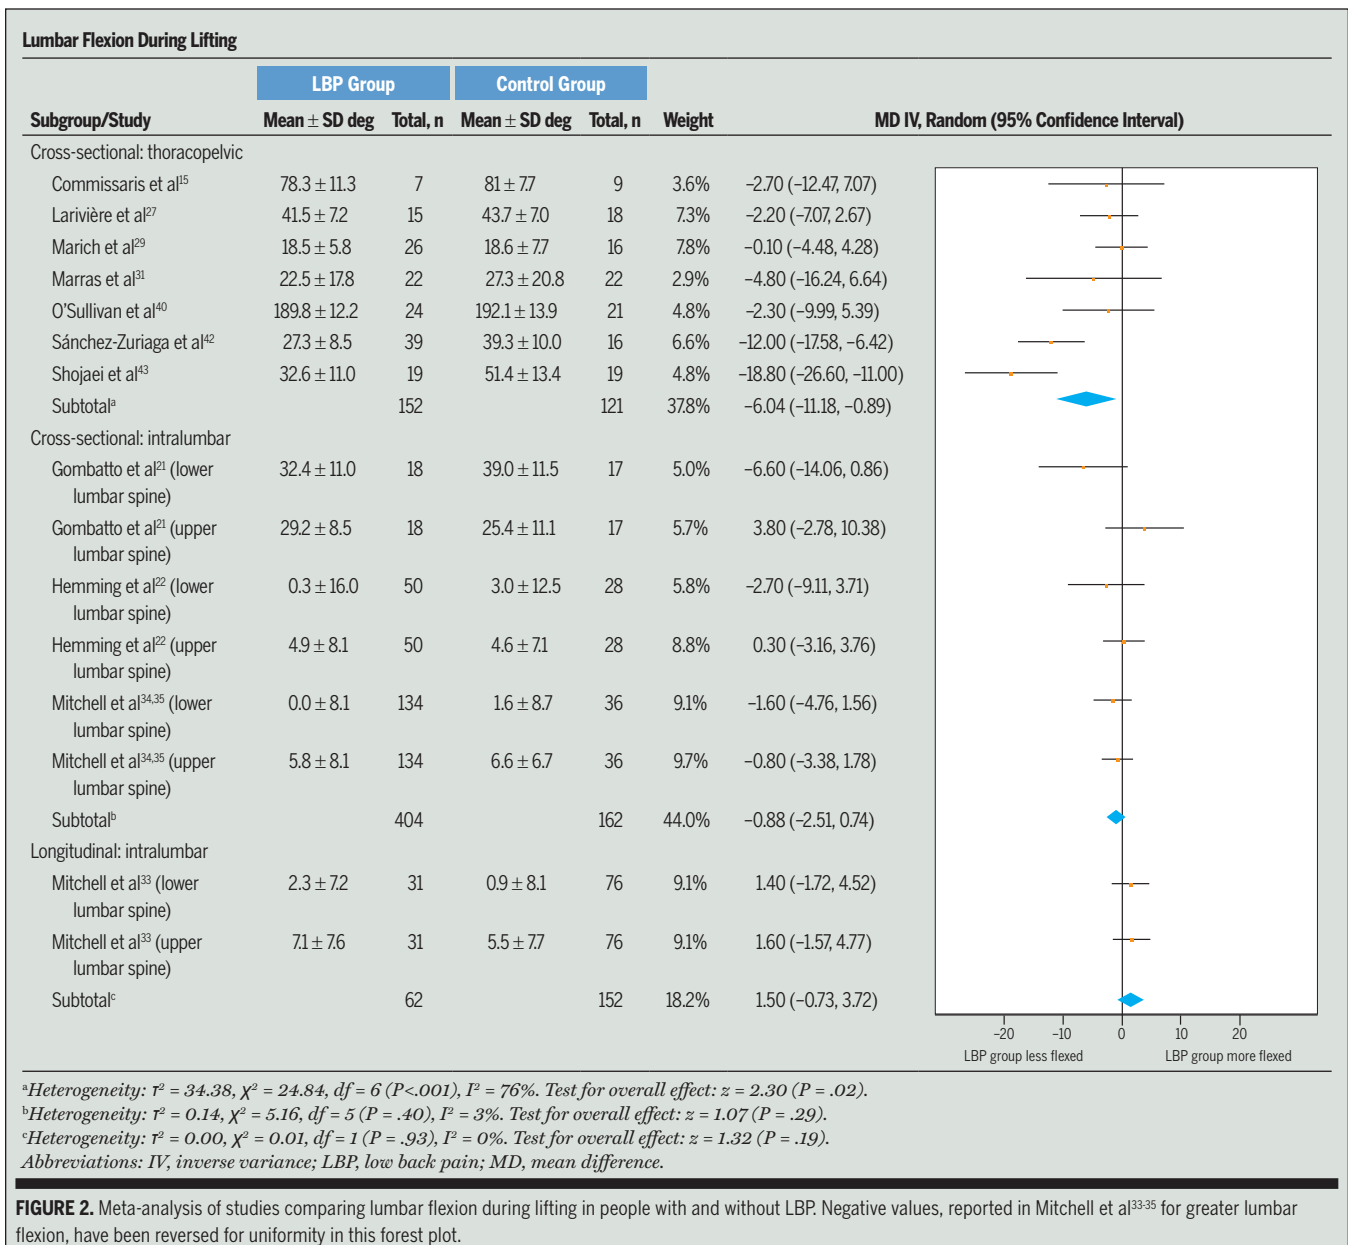 Lumbar Flexion During Lifting
LBP Group Control Group
Subgroup/Study Mean ± SD deg Total, n Mean ± SD deg Total, n Weight MD IV, Random (95% Confidence Interval)
Cross-sectional: thoracopelvic
Commissaris et al15 78.3 ± 11.3 7 81 ± 7.7 9 3.6% –2.70 (–12.47, 7.07)
Larivière et al27 41.5 ± 7.2 15 43.7 ± 7.0 18 7.3% –2.20 (–7.07, 2.67)
Marich et al29 18.5 ± 5.8 26 18.6 ± 7.7 16 7.8% –0.10 (–4.48, 4.28)
Marras et al31 22.5 ± 17.8 22 27.3 ± 20.8 22 2.9% –4.80 (–16.24, 6.64)
O'Sullivan et al40 189.8 ± 12.2 24 192.1 ± 13.9 21 4.8% –2.30 (–9.99, 5.39)
Sánchez-Zuriaga et al42 27.3 ± 8.5 39 39.3 ± 10.0 16 6.6% –12.00 (–17.58, –6.42)
Shojaei et al43 32.6 ± 11.0 19 51.4 ± 13.4 19 4.8% –18.80 (–26.60, –11.00)
Subtotala 152 121 37.8% –6.04 (–11.18, –0.89)
Cross-sectional: intralumbar
Gombatto et al21 (lower 32.4 ± 11.0 18 39.0 ± 11.5 17 5.0% –6.60 (–14.06, 0.86)
lumbar spine)
Gombatto et al21 (upper 29.2 ± 8.5 18 25.4 ± 11.1 17 5.7% 3.80 (–2.78, 10.38)
lumbar spine)
Hemming et al22 (lower 0.3 ± 16.0 50 3.0 ± 12.5 28 5.8% –2.70 (–9.11, 3.71)
lumbar spine)
Hemming et al22 (upper 4.9 ± 8.1 50 4.6 ± 7.1 28 8.8% 0.30 (–3.16, 3.76)
lumbar spine)
Mitchell et al34,35 (lower 0.0 ± 8.1 134 1.6 ± 8.7 36 9.1% –1.60 (–4.76, 1.56)
lumbar spine)
Mitchell et al34,35 (upper 5.8 ± 8.1 134 6.6 ± 6.7 36 9.7% –0.80 (–3.38, 1.78)
lumbar spine)
Subtotalb 404 162 44.0% –0.88 (–2.51, 0.74)
Longitudinal: intralumbar
Mitchell et al33 (lower 2.3 ± 7.2 31 0.9 ± 8.1 76 9.1% 1.40 (–1.72, 4.52)
lumbar spine)
Mitchell et al33 (upper 7.1 ± 7.6 31 5.5 ± 7.7 76 9.1% 1.60 (–1.57, 4.77)
lumbar spine)
Subtotalc 62 152 18.2% 1.50 (–0.73, 3.72)
–20 –10 0 10 20
LBP group less flexed LBP group more flexed
aHeterogeneity: τ2 = 34.38, χ2 = 24.84, df = 6 (P<.001), I2 = 76%. Test for overall effect: z = 2.30 (P = .02).
bHeterogeneity: τ2 = 0.14, χ2 = 5.16, df = 5 (P = .40), I2 = 3%. Test for overall effect: z = 1.07 (P = .29).
cHeterogeneity: τ2 = 0.00, χ2 = 0.01, df = 1 (P = .93), I2 = 0%. Test for overall effect: z = 1.32 (P = .19).
Abbreviations: IV, inverse variance; LBP, low back pain; MD, mean difference.
FIGURE 2. Meta-analysis of studies comparing lumbar flexion during lifting in people with and without LBP. Negative values, reported in Mitchell et al33-35 for greater lumbar
flexion, have been reversed for uniformity in this forest plot.